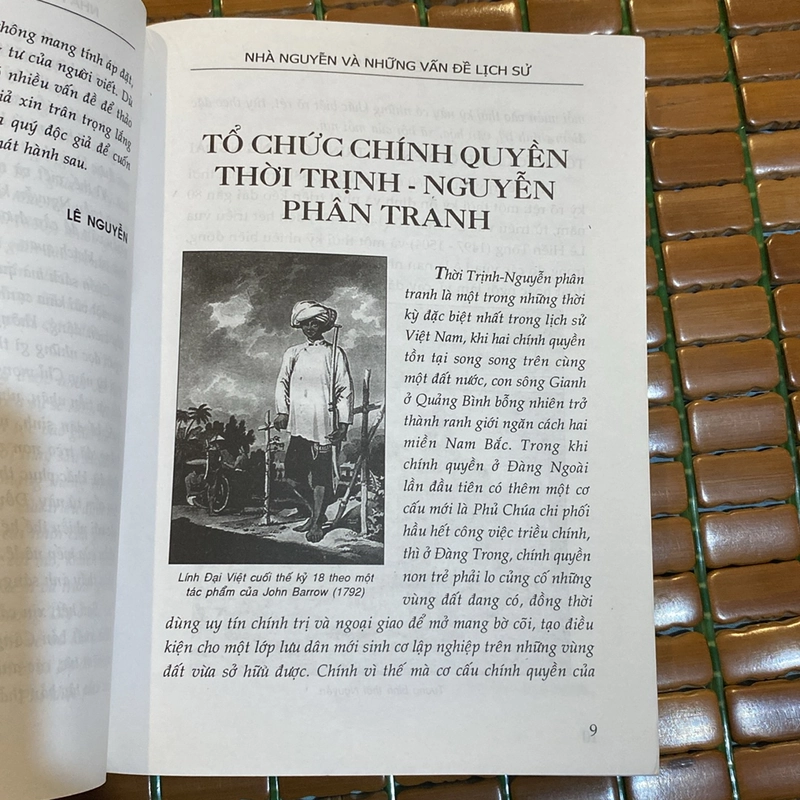 không mang tính áp đặt,
tư của người viết. Dù
nhiều vấn đề để thảo
giả xin trân trọng lắng
quý độc giả để cuốn
hát hành sau.
LÊ NGUYỄN
NHÀ NGUYỄN VÀ NHỮNG VẤN ĐỀ LỊCH SỬ
TỔ CHỨC CHÍNH QUYỀN
THỜI TRỊNH - NGUYỄN
PHÂN TRANH
Thời Trịnh-Nguyễn phân
tranh là một trong những thời
kỳ đặc biệt nhất trong lịch sử
Việt Nam, khi hai chính quyền
tồn tại song song trên cùng
một đất nước, con sông Gianh
ở Quảng Bình bỗng nhiên trở
thành ranh giới ngăn cách hai
miền Nam Bắc. Trong khi
chính quyền ở Đàng Ngoài
lần đầu tiên có thêm một cơ
cấu mới là Phủ Chúa chi phối
hầu hết công việc triều chính,
thì ở Đàng Trong, chính quyền
non trẻ phải lo củng cố những
vùng đất đang có, đồng thời
Lính Đại Việt cuối thế kỷ 18 theo một
tác phẩm của John Barrow (1792)
dùng uy tín chính trị và ngoại giao để mở mang bờ cõi, tạo điều
kiện cho một lớp lưu dân mới sinh cơ lập nghiệp trên những vùng
đất vừa sở hữu được. Chính vì thế mà cơ cấu chính quyền của
9